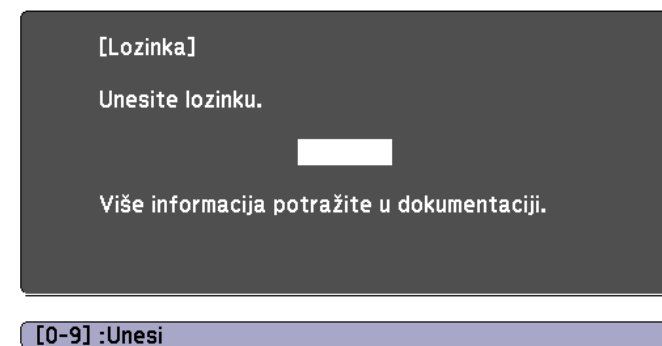 [Lozinka]
Unesite lozinku.
Više informacija potražite u dokumentaciji.
[0-9] :Unesi